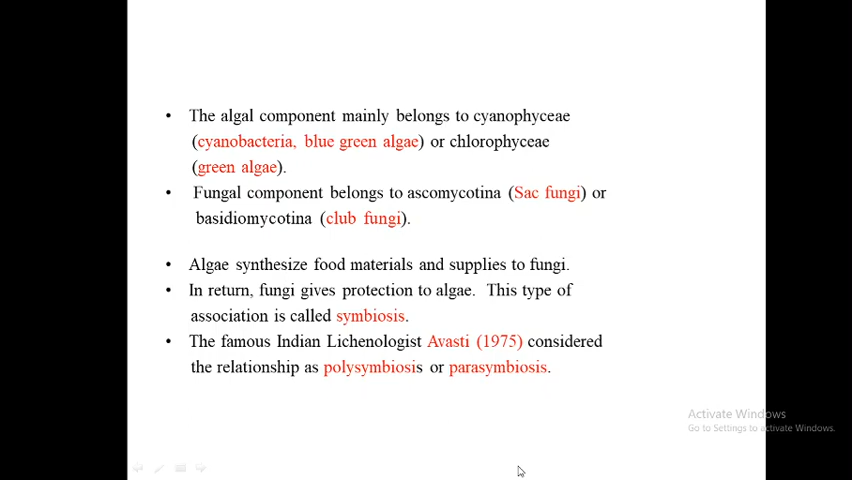 • The algal component mainly belongs to cyanophyceae
(cyanobacteria, blue green algae) or chlorophyceae
(green algae).
• Fungal component belongs to ascomycotina (Sac fungi) or
basidiomycotina (club fungi).
• Algae synthesize food materials and supplies to fungi.
• In return, fungi gives protection to algae. This type of
association is called symbiosis.
• The famous Indian Lichenologist Avasti (1975) considered
the relationship as polysymbiosis or parasymbiosis.
Activate Windows
Go to Settings to activate Windows.